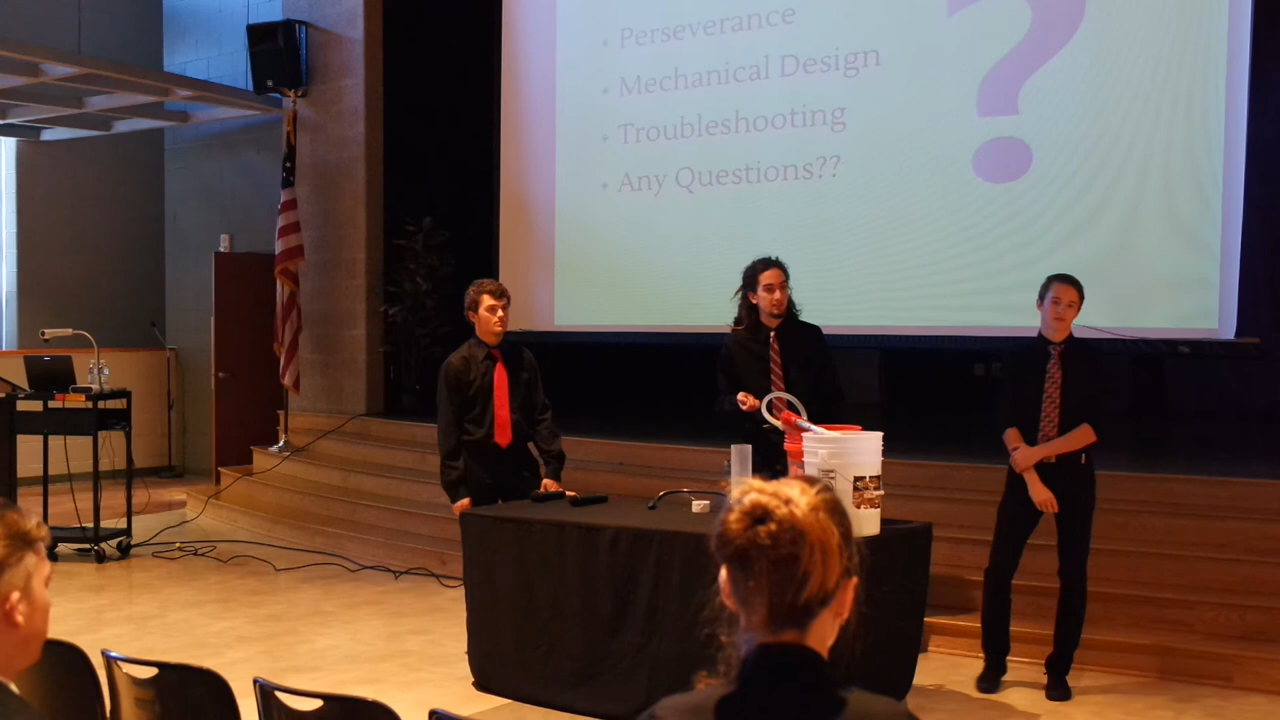 • Perseverance
• Mechanical Design
• Troubleshooting
• Any Questions??
?